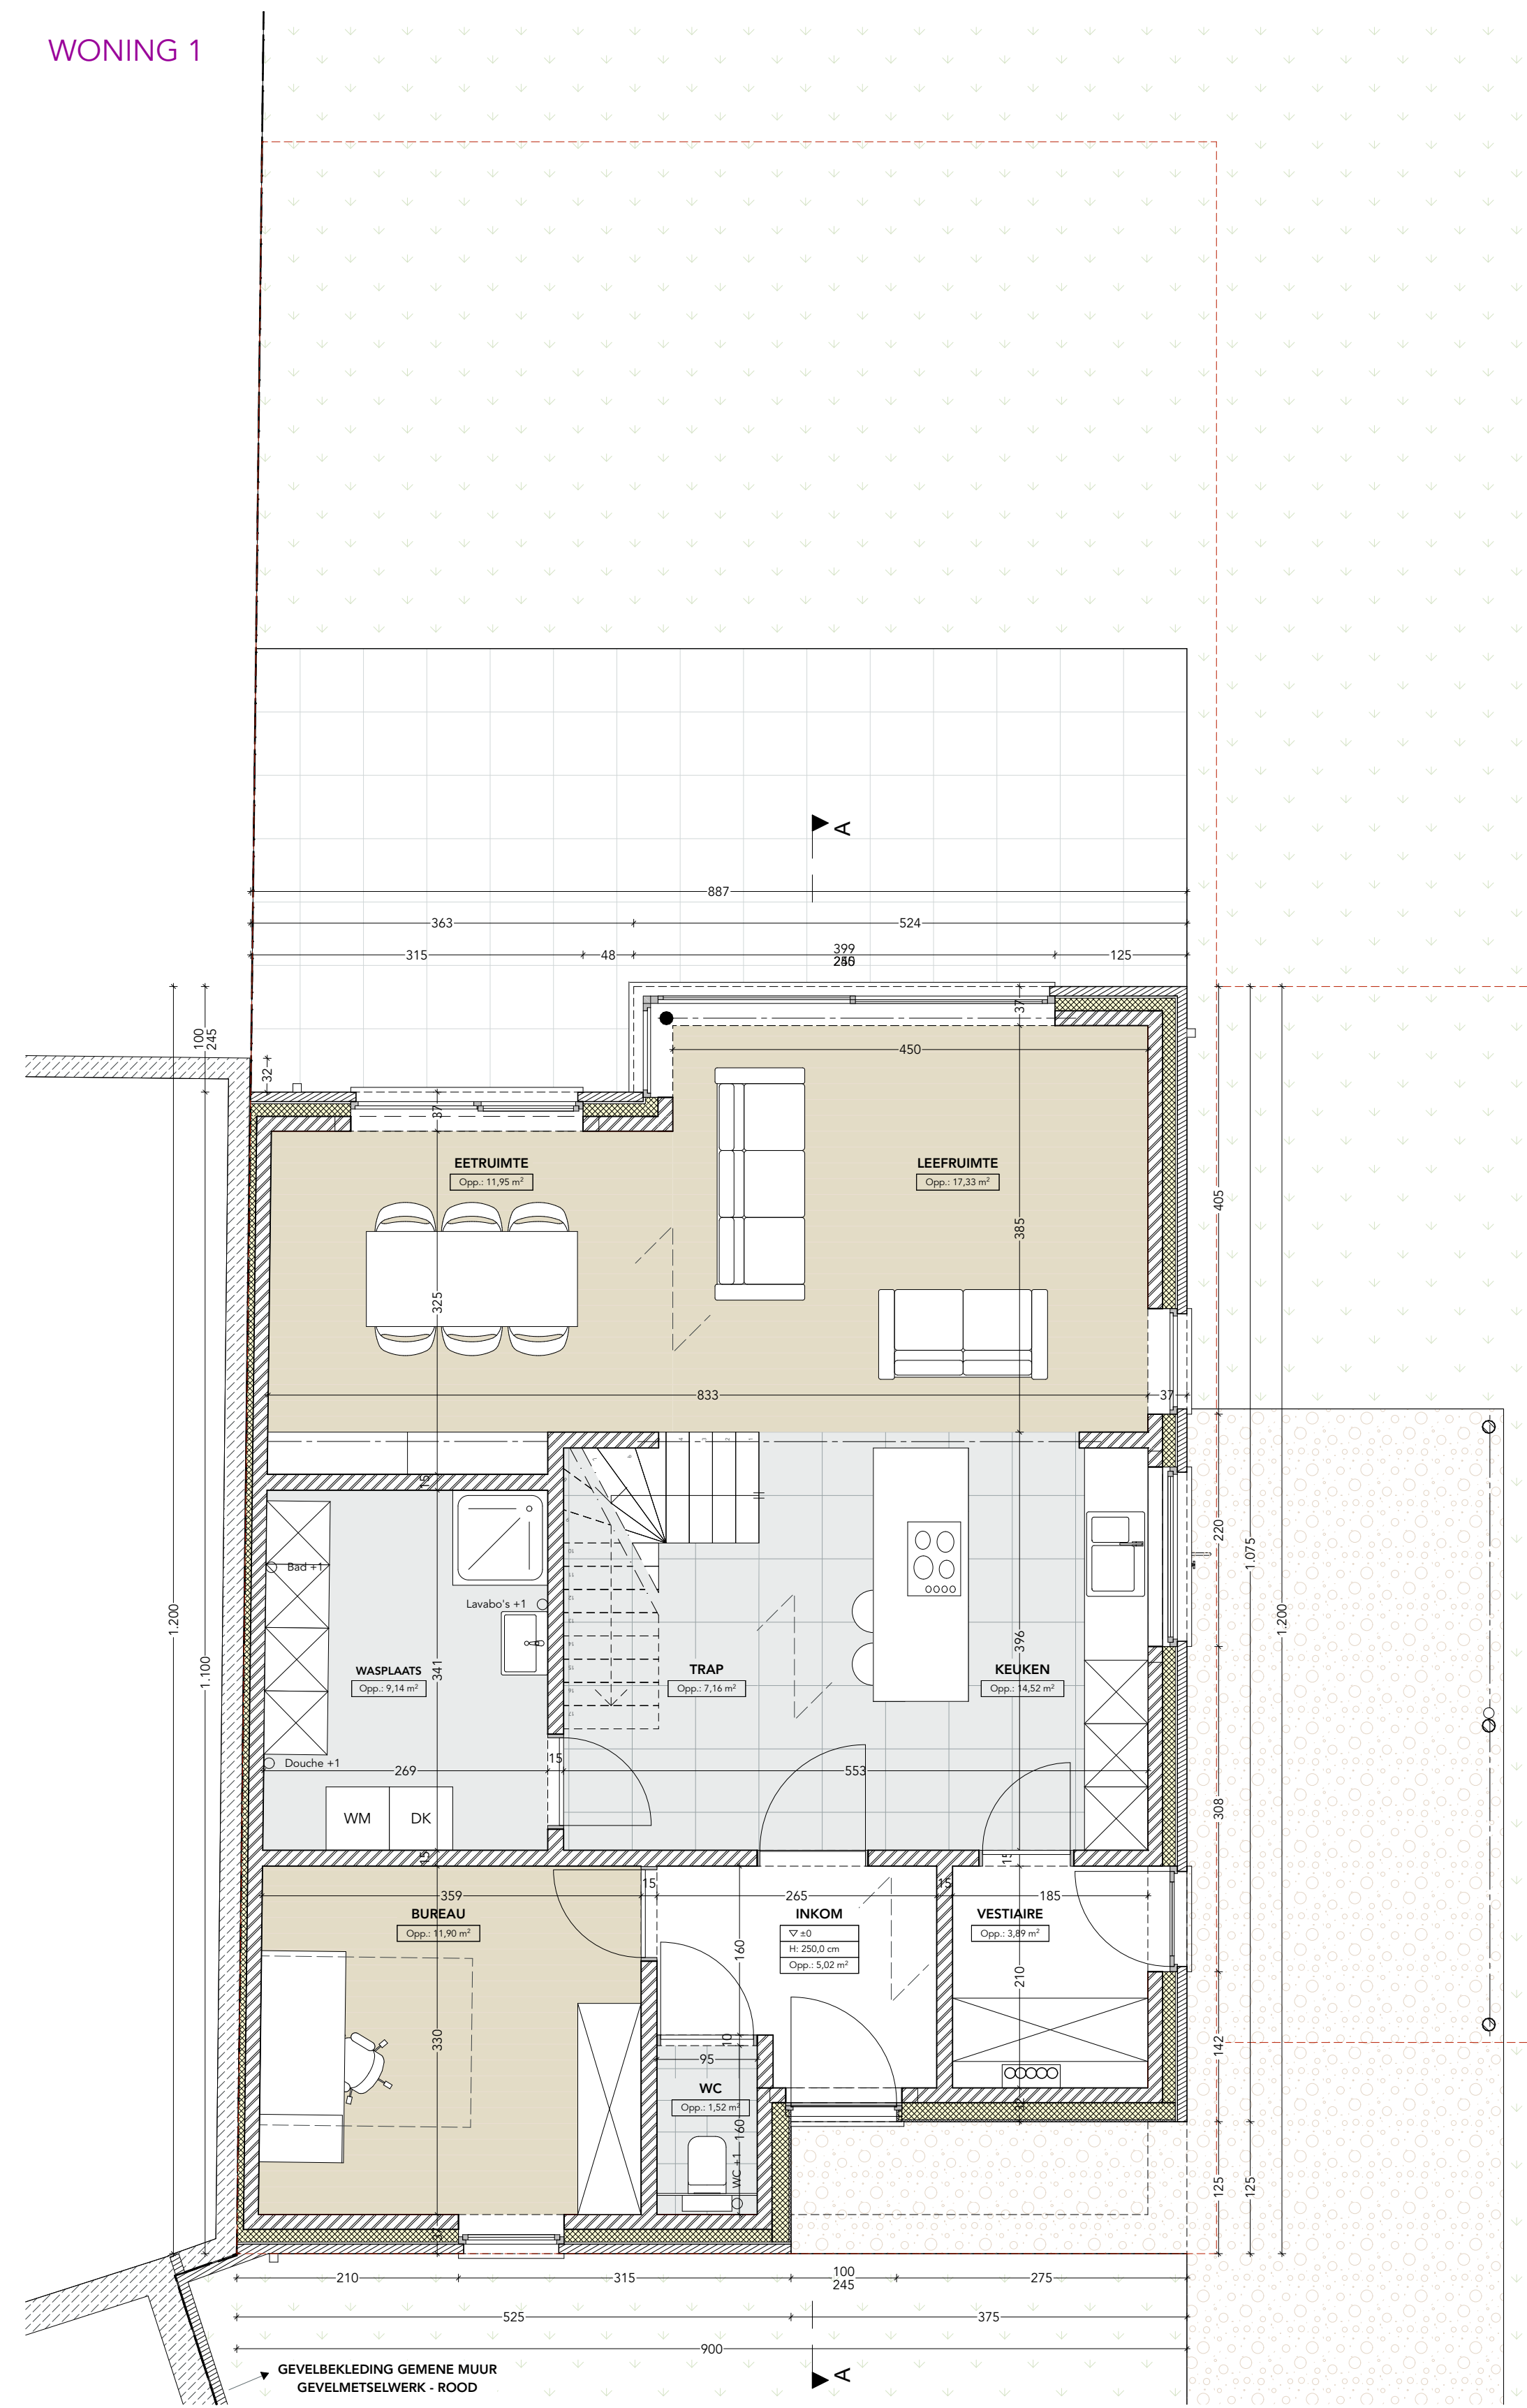 WONING 1
A
887
363
524
315
48
399
125
100
245
32
37
37
450
EETRUIMTE
Opp.: 11,95 m²
LEEFRUIMTE
Opp.: 17,33 m²
405
385
325
833
37
15
220
1.075
1.200
1.200
1.100
Bad +1
Lavabo's +1
WASPLAATS
Opp.: 9,14 m²
341
TRAP
Opp.: 7,16 m²
396
KEUKEN
Opp.: 14,52 m²
Douche +1
269
15
553
WM
DK
308
15
15
359
15
265
15
185
BUREAU
Opp.: 11,90 m²
INKOM
±0
H: 250,0 cm
Opp.: 5,02 m²
VESTIAIRE
Opp.: 3,89 m²
160
210
330
10
142
95
WC
Opp.: 1,52 m²
32
160
WC +1
125
125
210
315
100
245
275
525
375
900
A
GEVELBEKLEDING GEMENE MUUR
GEVELMETSELWERK - ROOD